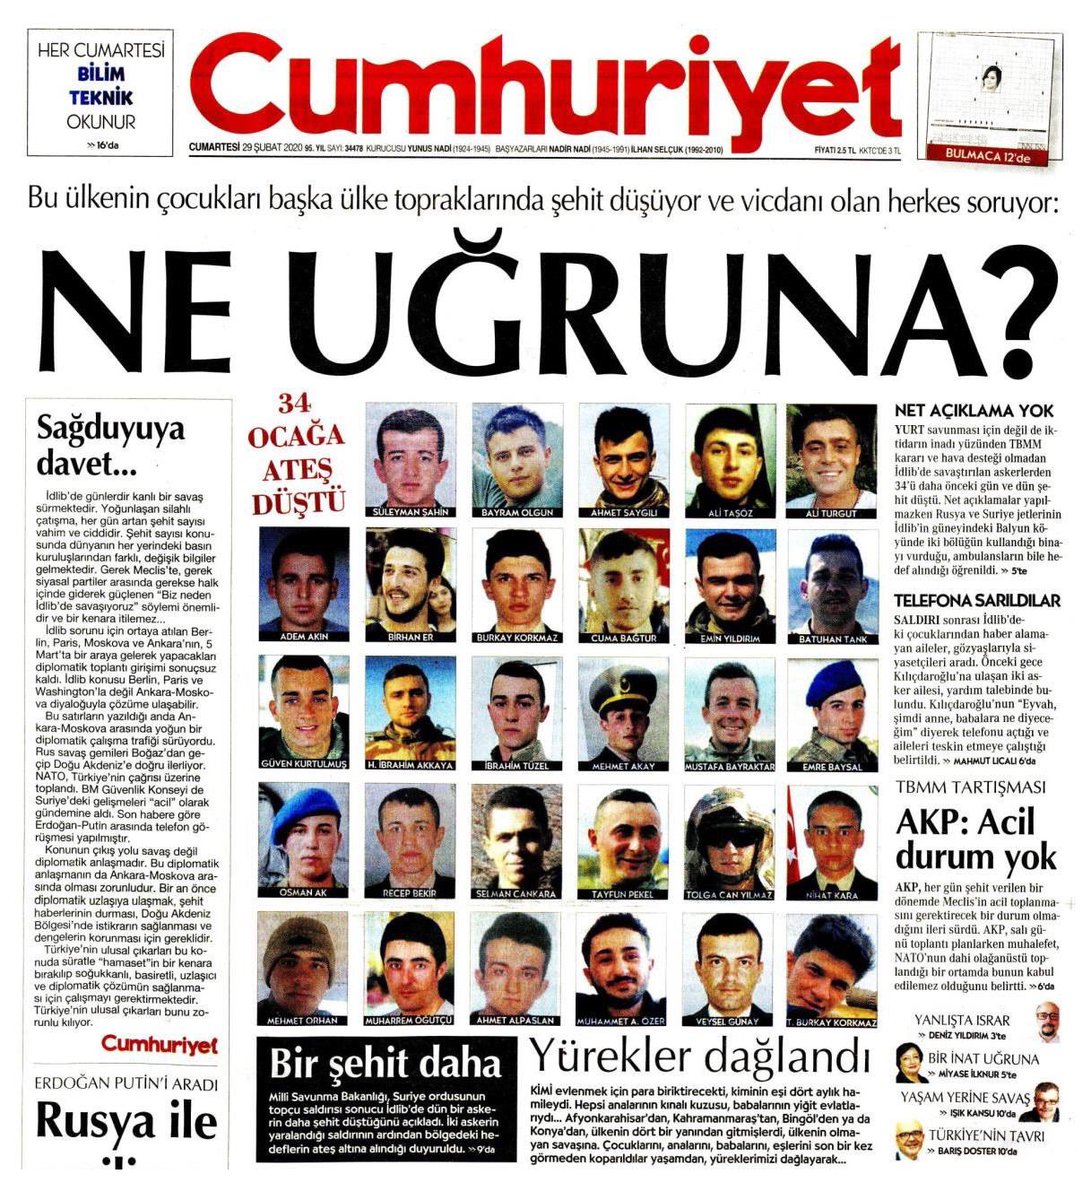 HER CUMARTESİ
BİLİM
TEKNİK
OKUNUR
» 16'da
Cumhuriyet
BULMACA 12'de
CUMARTESİ 29 ŞUBAT 2020 95. YIL SAYI: 34478 KURUCUSU YUNUS NADİ (1924-1945) BAŞYAZARLARI NADİR NADİ (1945-1991) İLHAN SELÇUK (1992-2010) FİYATI 2.5 TL KKTC'DE 3 TL
Bu ülkenin çocukları başka ülke topraklarında şehit düşüyor ve vicdanı olan herkes soruyor:
NE UĞRUNA?
Sağduyuya
davet...
İdlib'de günlerdir kanlı bir savaş
sürmektedir. Yoğunlaşan silahlı
çatışma, her gün artan şehit sayısı
vahim ve ciddidir. Şehit sayısı konu-
sunda dünyanın her yerindeki basın
kuruluşlarından farklı, değişik bilgiler
gelmektedir. Gerek Meclis'te, gerek
siyasal partiler arasında gerekse halk
içinde giderek güçlenen "Biz neden
İdlib'de savaşıyoruz" söylemi önemli-
dir ve bir kenara itilemez...
İdlib sorunu için ortaya atılan Ber-
lin, Paris, Moskova ve Ankara'nın, 5
Mart'ta bir araya gelerek yapacakları
diplomatik toplantı girişimi sonuçsuz
kaldı. İdlib konusu Berlin, Paris ve
Washington'la değil Ankara-Mosko-
va diyaloğuyla çözüme ulaşabilir.
Bu satırların yazıldığı anda An-
kara-Moskova arasında yoğun bir
diplomatik çalışma trafiği sürüyordu.
Rus savaş gemileri Boğaz'dan ge-
çip Doğu Akdeniz'e doğru ilerliyor.
NATO, Türkiye'nin çağrısı üzerine
toplandı. BM Güvenlik Konseyi de
Suriye'deki gelişmeleri "acil" olarak
gündemine aldı. Son habere göre
Erdoğan-Putin arasında telefon gö-
rüşmesi yapılmıştır.
Konunun çıkış yolu savaş değil
diplomatik anlaşmadır. Bu diplomatik
anlaşmanın da Ankara-Moskova ara-
sında olması zorunludur. Bir an önce
diplomatik uzlaşıya ulaşmak, şehit
haberlerinin durması, Doğu Akdeniz
Bölgesi'nde istikrarın sağlanması ve
dengelerin korunması için gereklidir.
Türkiye'nin ulusal çıkarları bu ko-
nuda süratle "hamaset"in bir kenara
bırakılıp soğukkanlı, basiretli, uzlaşıcı
ve diplomatik çözümün sağlanma-
sı için çalışmayı gerektirmektedir.
Türkiye'nin ulusal çıkarları bunu zo-
runlu kılıyor.
Cumhuriyet
ERDOĞAN PUTİN'İ ARADI
Rusya ile
34
OCAĞA
ATEŞ
DÜŞTÜ
SÜLEYMAN ŞAHİN
BAYRAM OLGUN
AHMET SAYGILI
ALİ TAŞÖZ
ALİ TURGUT
ADEM AKIN
BİRHAN ER
BURKAY KORKMAZ
CUMA BAĞTUR
EMİN YILDIRIM
BATUHAN TANK
GÜVEN KURTULMUŞ
H. İBRAHİM AKKAYA
İBRAHİM TÜZEL
MEHMET AKAY
MUSTAFA BAYRAKTAR
EMRE BAYSAL
OSMAN AK
RECEP BEKİR
SELMAN CANKARA
TAYFUN PEKEL
TOLGA CAN YILMAZ
NİHAT KARA
MEHMET ORHAN
MUHARREM ÖĞÜTÇÜ
AHMET ALPASLAN
MUHAMMET A. ÖZER
VEYSEL GÜNAY
T. BURKAY KORKMAZ
Bir şehit daha
Milli Savunma Bakanlığı, Suriye ordusunun
topçu saldırısı sonucu İdlib'de dün bir aske-
rin daha şehit düştüğünü açıkladı. İki askerin
yaralandığı saldırının ardından bölgedeki he-
deflerin ateş altına alındığı duyuruldu. » 9'da
Yürekler dağlandı
KİMİ evlenmek için para biriktirecekti, kiminin eşi dört aylık ha-
mileydi. Hepsi analarının kınalı kuzusu, babalarının yiğit evlatla-
rıydı... Afyonkarahisar'dan, Kahramanmaraş'tan, Bingöl'den ya da
Konya'dan, ülkenin dört bir yanından gitmişlerdi, ülkenin olma-
yan savaşına. Çocuklarını, analarını, babalarını, eşlerini son bir kez
görmeden koparıldılar yaşamdan, yüreklerimizi dağlayarak...
NET AÇIKLAMA YOK
YURT savunması için değil de ik-
tidarın inadı yüzünden TBMM
kararı ve hava desteği olmadan
İdlib'de savaştırılan askerlerden
34'ü daha önceki gün ve dün şe-
hit düştü. Net açıklamalar yapıl-
mazken Rusya ve Suriye jetlerinin
İdlib'in güneyindeki Balyun kö-
yünde iki bölüğün kullandığı bina-
yı vurduğu, ambulansların bile he-
def alındığı öğrenildi. » 5'te
TELEFONA SARILDILAR
SALDIRI sonrası İdlib'de-
ki çocuklarından haber alama-
yan aileler, gözyaşlarıyla si-
yasetçileri aradı. Önceki gece
Kılıçdaroğlu'na ulaşan iki as-
ker ailesi, yardım talebinde bu-
lundu. Kılıçdaroğlu'nun "Eyvah,
şimdi anne, babalara ne diyece-
ğim" diyerek telefonu açtığı ve
aileleri teskin etmeye çalıştığı
belirtildi. » MAHMUT LICALI 6'da
TBMM TARTIŞMASI
AKP: Acil
durum yok
AKP, her gün şehit verilen bir
dönemde Meclis'in acil toplanma-
sını gerektirecek bir durum olma-
dığını ileri sürdü. AKP, salı gü-
nü toplantı planlarken muhalefet,
NATO'nun dahi olağanüstü top-
landığı bir ortamda bunun kabul
edilemez olduğunu belirtti. » 6'da
YANLIŞTA ISRAR
» DENİZ YILDIRIM 3'te
BİR İNAT UĞRUNA
» MİYASE İLKNUR 5'te
YAŞAM YERİNE SAVAŞ
» IŞIK KANSU 10'da
TÜRKİYE'NİN TAVRI
» BARIŞ DOSTER 10'da